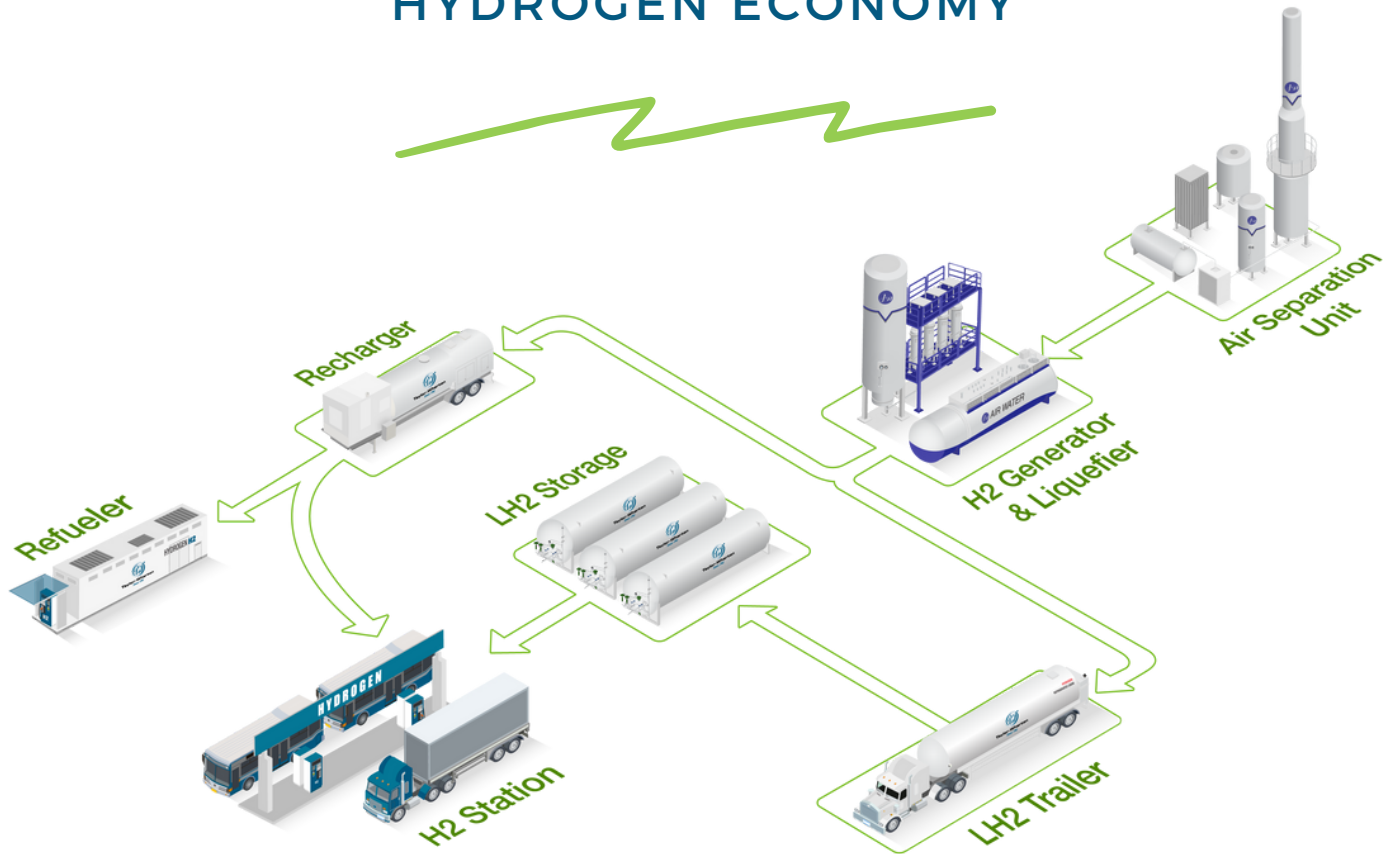 HYDROGEN ECONOMY
Air Separation
Unit
H2 Generator
& Liquefier
AIR WATER
Recharger
Refueler
HYDROGEN H2
LH2 Storage
HYDROGEN
H2 Station
LH2 Trailer